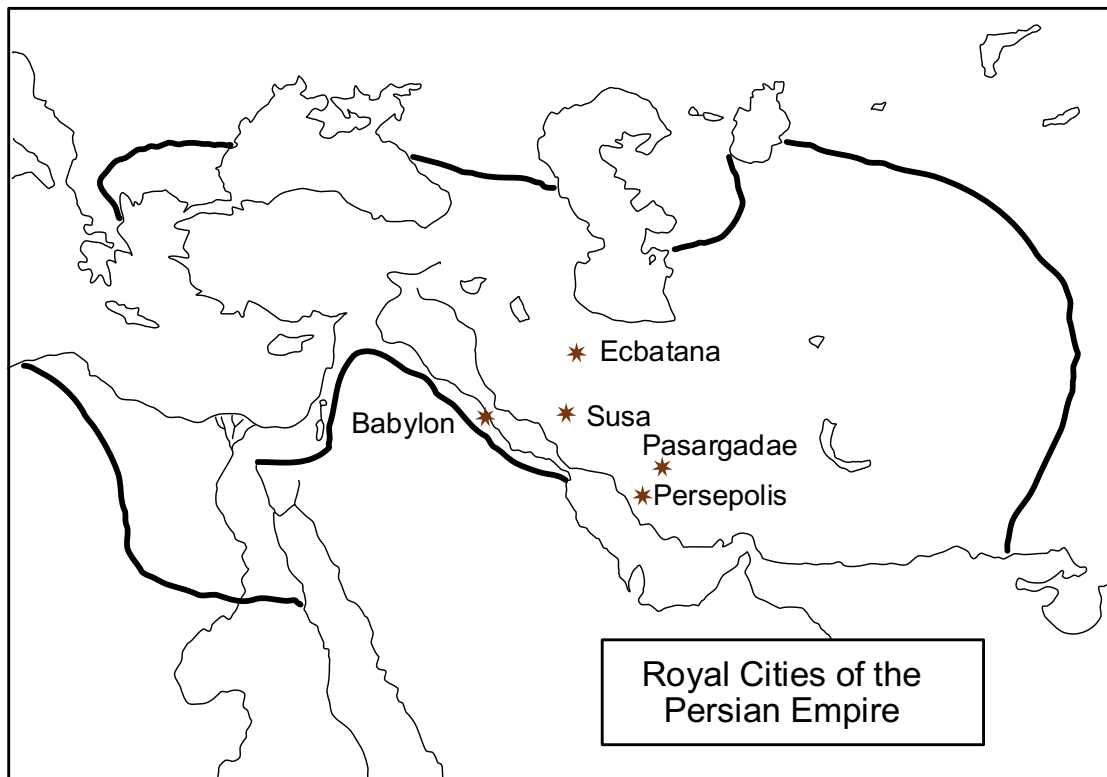 Ecbatana
Babylon
Susa
Pasargadae
Persepolis
Royal Cities of the
Persian Empire